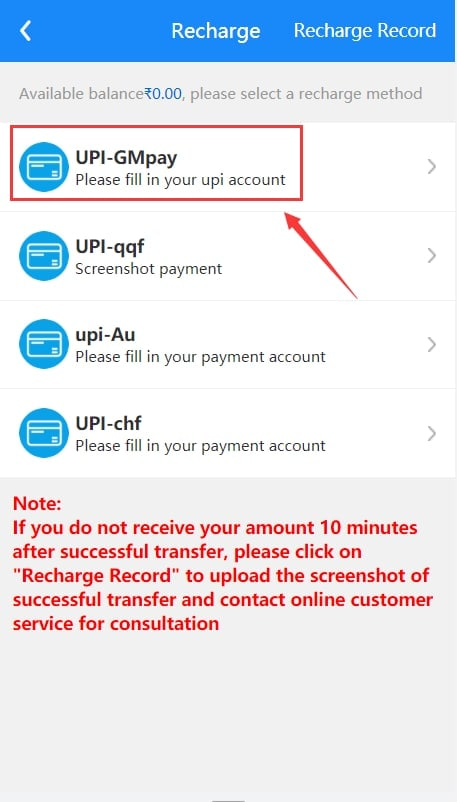 Recharge
Recharge Record
Available balance₹0.00, please select a recharge method
UPI-GMpay
Please fill in your upi account
UPI-qqf
Screenshot payment
upi-Au
Please fill in your payment account
UPI-chf
Please fill in your payment account
Note:
If you do not receive your amount 10 minutes
after successful transfer, please click on
"Recharge Record" to upload the screenshot of
successful transfer and contact online customer
service for consultation